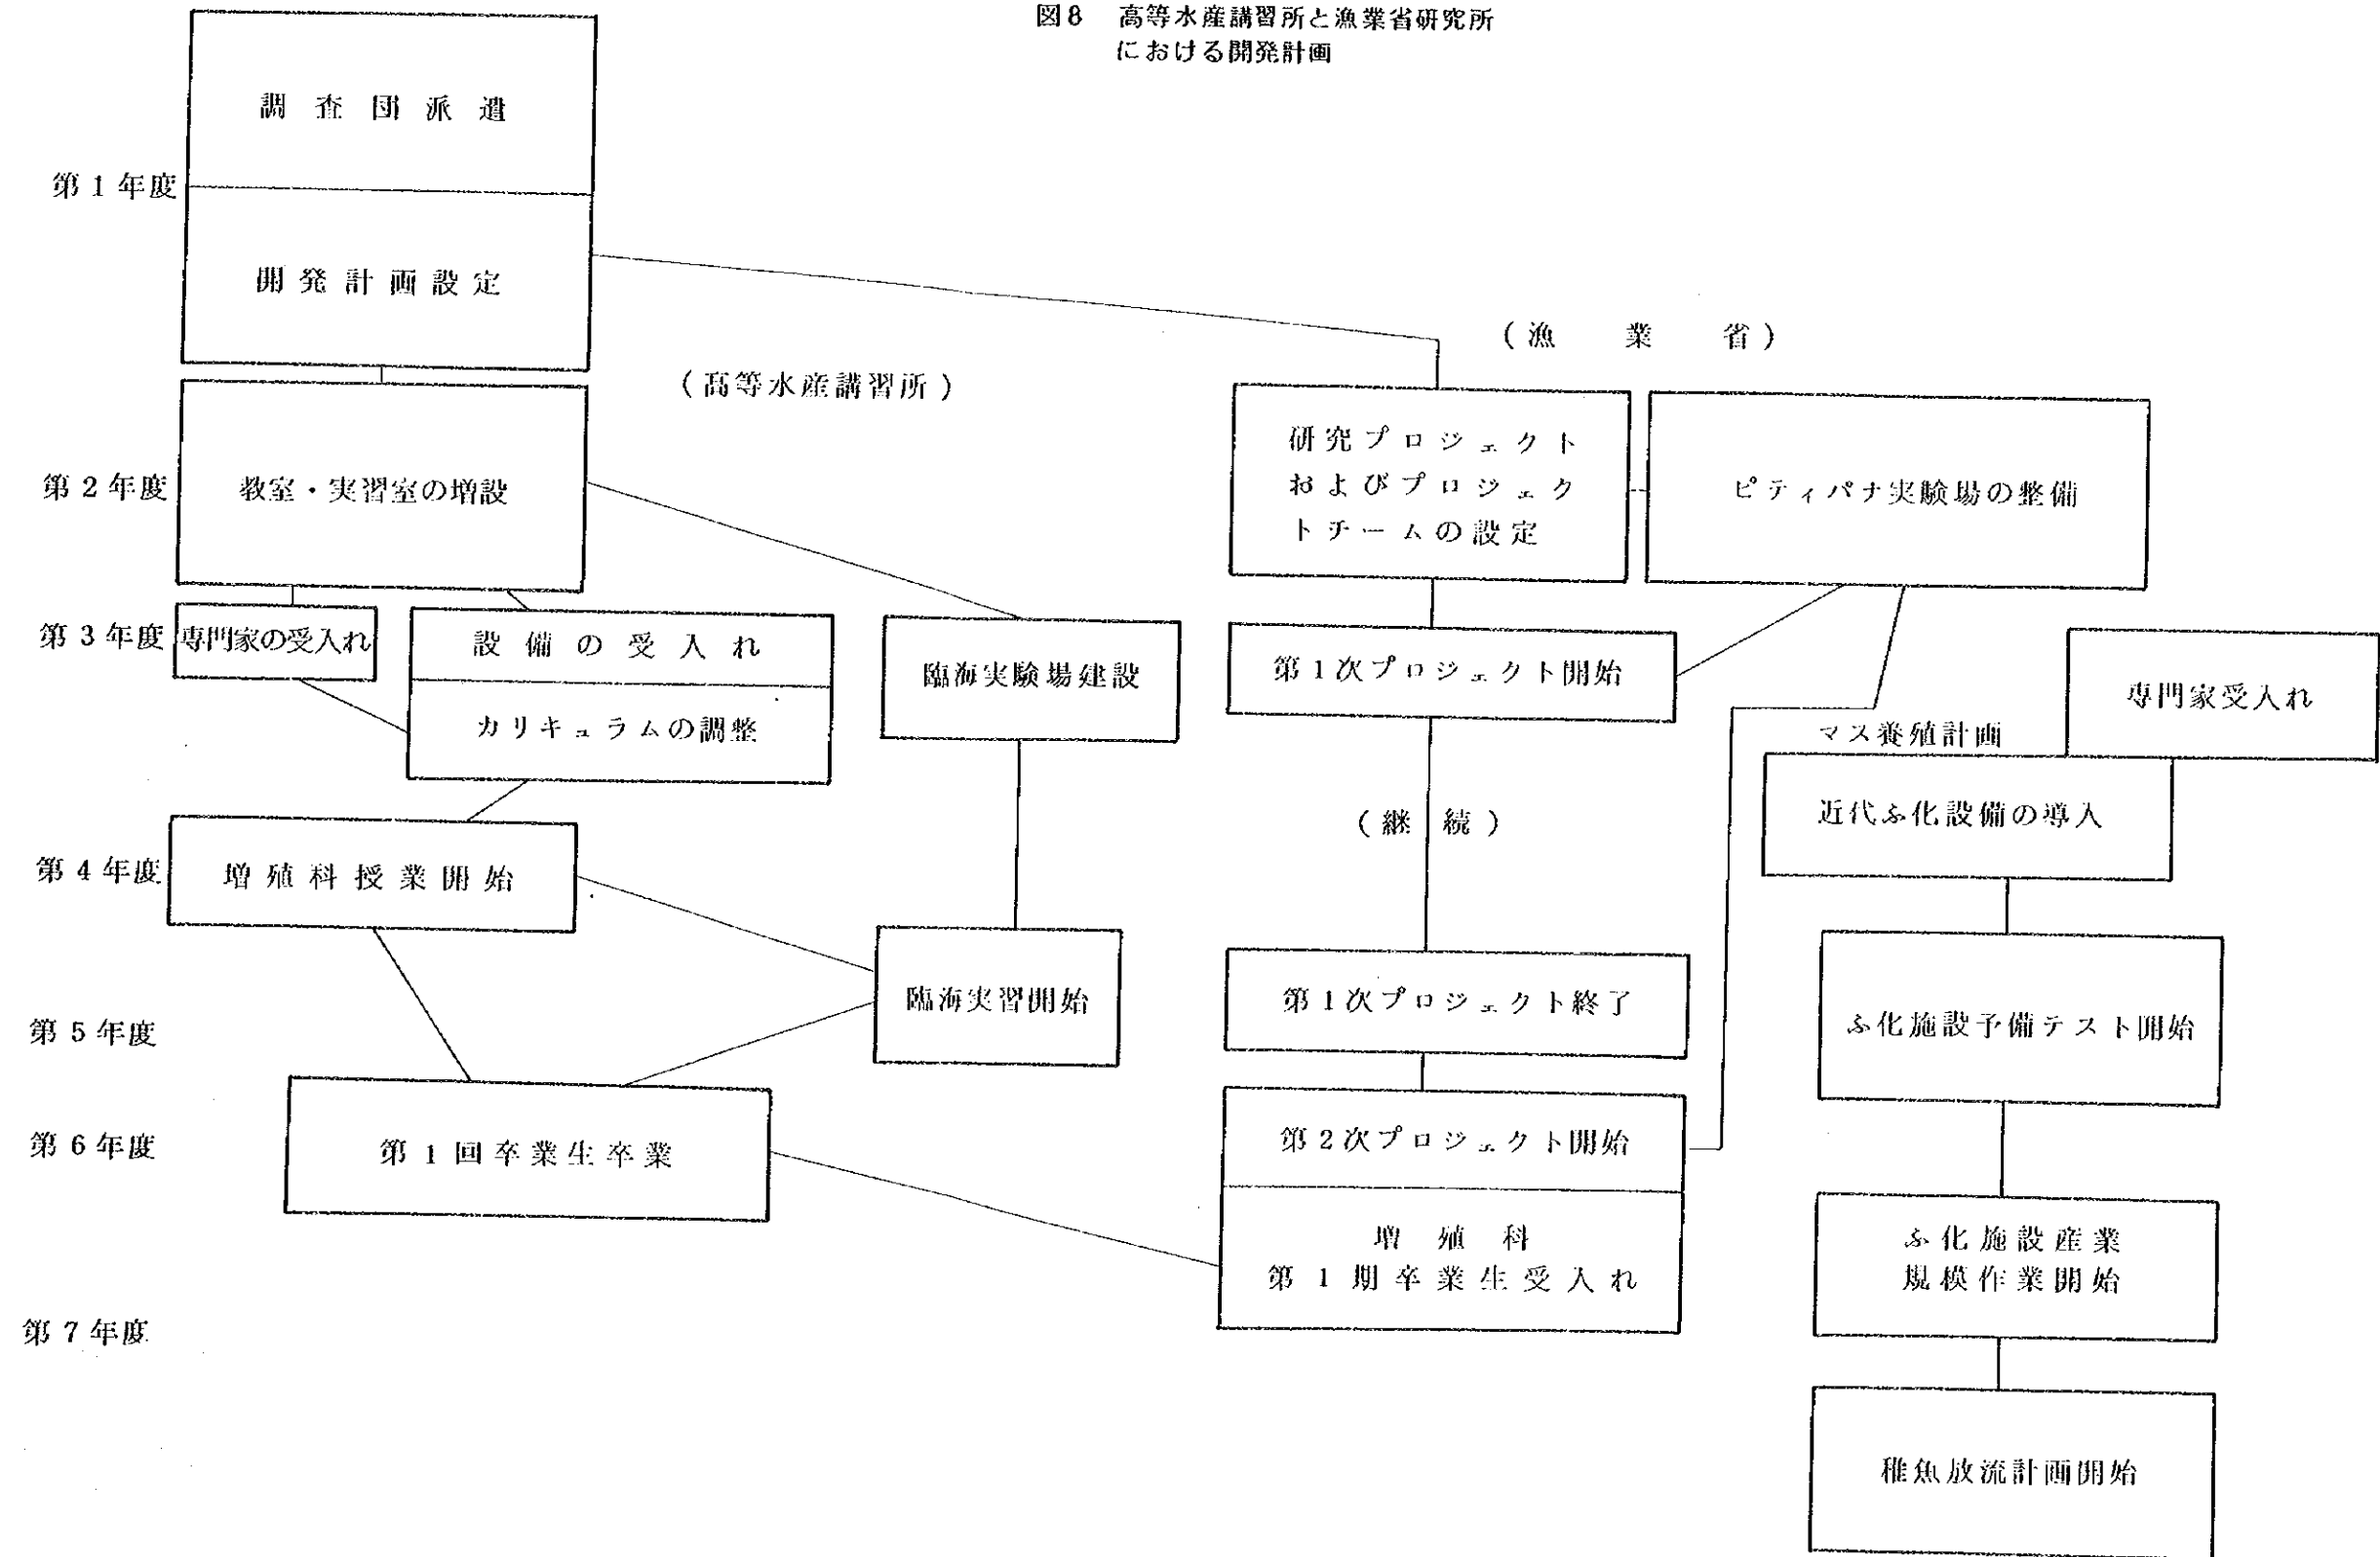 図8 高等水産講習所と漁業省研究所
における開発計画
調査団派遣
第1年度
開発計画設定
(漁業省)
(高等水産講習所)
研究プロジェクト
およびプロジェク
トチームの設定
ピティパナ実験場の整備
第2年度
教室・実習室の増設
第3年度
専門家の受入れ
設備の受入れ
カリキュラムの調整
臨海実験場建設
第1次プロジェクト開始
専門家受入れ
マス養殖計画
近代ふ化設備の導入
(継続)
第4年度
増殖科授業開始
臨海実習開始
第1次プロジェクト終了
ふ化施設予備テスト開始
第5年度
第6年度
第1回卒業生卒業
第2次プロジェクト開始
増殖科
第1期卒業生受入れ
ふ化施設産業
規模作業開始
第7年度
稚魚放流計画開始